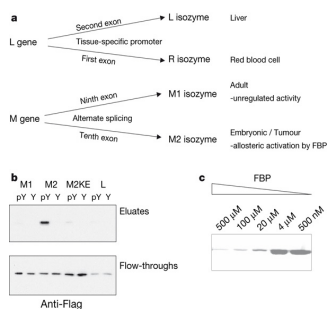 a
L gene
Second exon
Tissue-specific promoter
First exon
L isozyme
Liver
R isozyme
Red blood cell
M gene
Ninth exon
Alternate splicing
Tenth exon
M1 isozyme
Adult
-unregulated activity
M2 isozyme
Embryonic / Tumour
-allosteric activation by FBP
b
M1 M2 M2KE L
pY Y pY Y pY Y pY Y
Eluates
Flow-throughs
Anti-Flag
c
FBP
500 μM 100 μM 20 μM 4 μM 500 nM